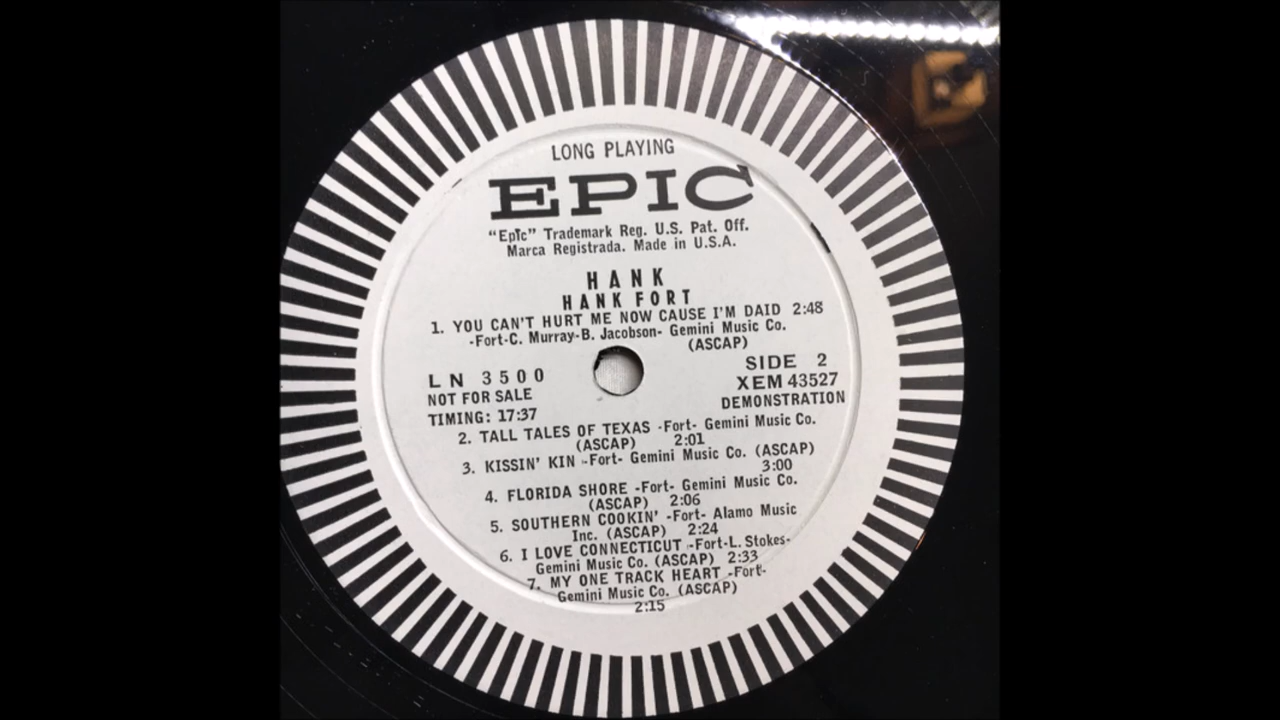 LONG PLAYING
EPIC
"Epic" Trademark Reg. U.S. Pat. Off.
Marca Registrada. Made in U.S.A.
HANK
HANK FORT
1. YOU CAN'T HURT ME NOW CAUSE I'M DAID 2:48
-Fort-C. Murray-B. Jacobson- Gemini Music Co.
(ASCAP)
LN 3500
NOT FOR SALE
TIMING: 17:37
SIDE 2
XEM 43527
DEMONSTRATION
2. TALL TALES OF TEXAS -Fort- Gemini Music Co.
(ASCAP) 2:01
3. KISSIN' KIN -Fort- Gemini Music Co. (ASCAP)
3:00
4. FLORIDA SHORE -Fort- Gemini Music Co.
(ASCAP) 2:06
5. SOUTHERN COOKIN' -Fort- Alamo Music
Inc. (ASCAP) 2:24
6. I LOVE CONNECTICUT -Fort-L. Stokes-
Gemini Music Co. (ASCAP) 2:33
7. MY ONE TRACK HEART -Fort-
Gemini Music Co. (ASCAP)
2:15